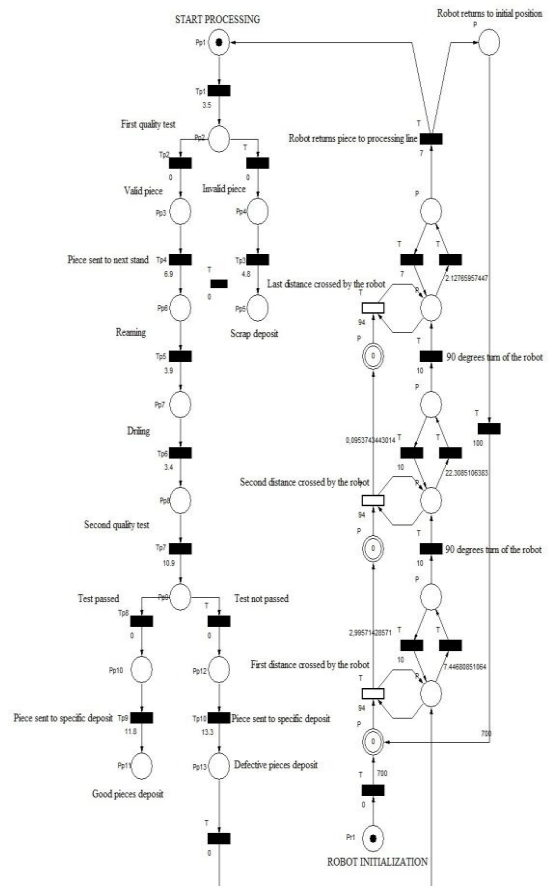 Robot returns to initial position
P
START PROCESSING
Pp1
Tp1
3.5
T
Robot returns piece to processing line
7
First quality test
Pp2
Tp2
0
T
0
Valid piece
Invalid piece
P
Pp3
Pp4
Piece sent to next stand
Tp4
6.9
Tp3
4.8
T
0
T
7
T
2.12765957447
Last distance crossed by the robot
T
94
P
Pp6
Pp5
Scrap deposit
Reaming
P
0
Tp5
3.9
T
10
90 degrees turn of the robot
Pp7
P
T
100
Driling
0,0953743443014
Tp6
3.4
T
10
T
22.3085106383
Second distance crossed by the robot
P
94
Pp8
Second quality test
P
0
Tp7
10.9
T
10
90 degrees turn of the robot
Test passed
Pp9
Test not passed
P
Tp8
0
T
0
2,99571428571
T
10
T
7.44680851064
First distance crossed by the robot
P
T
94
Pp10
Pp12
Piece sent to specific deposit
Tp9
11.8
Tp10
13.3
Piece sent to specific deposit
P
0
700
Pp11
Pp13
Defective pieces deposit
Good pieces deposit
T
0
700
T
0
Pr1
ROBOT INITIALIZATION